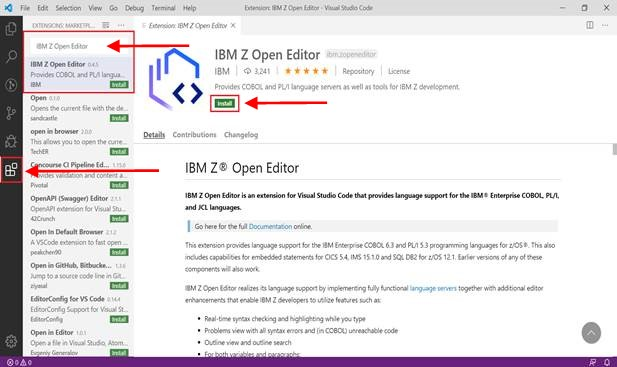 File Edit Selection View Go Debug Terminal Help
Extension: IBM Z Open Editor - Visual Studio Code
EXTENSIONS: MARKETPL...
IBM Z Open Editor
IBM Z Open Editor 0.4.5
Provides COBOL and PL/I langua...
IBM Install
Open 0.1.0
Opens the current file with the de...
sandcastle Install
open in browser 2.0.0
This allows you to open the curre...
TechER Install
Concourse CI Pipeline Ed... 1.15.0
Provides validation and content a...
Pivotal Install
OpenAPI (Swagger) Editor 2.1.1
OpenAPI extension for Visual Stu...
42Crunch Install
Open In Default Browser 2.1.2
A VSCode extension to fast open ...
peakchen90 Install
Open in GitHub, Bitbucke... 1.3.6
Jump to a source code line in Git...
ziyasal Install
EditorConfig for VS Code 0.14.4
EditorConfig Support for Visual St...
EditorConfig Install
Open in Editor 1.0.1
Open a file in Visual Studio, Atom...
Evgeniy Generalov Install
Extension: IBM Z Open Editor
IBM Z Open Editor ibm.zopeneditor
IBM 3,241 Repository License
Provides COBOL and PL/I language servers as well as tools for IBM Z development.
Install
Details Contributions Changelog
IBM Z® Open Editor
IBM Z Open Editor is an extension for Visual Studio Code that provides language support for the IBM® Enterprise COBOL, PL/I,
and JCL languages.
Go here for the full Documentation online.
This extension provides language support for the IBM Enterprise COBOL 6.3 and PL/I 5.3 programming languages for z/OS®. This also
includes capabilities for embedded statements for CICS 5.4, IMS 15.1.0 and SQL DB2 for z/OS 12.1. Earlier versions of any of these
components will also work.
IBM Z Open Editor realizes its language support by implementing fully functional language servers together with additional editor
enhancements that enable IBM Z developers to utilize features such as:
• Real-time syntax checking and highlighting while you type
• Problems view with all syntax errors and (in COBOL) unreachable code
• Outline view and outline search
• For both variables and paragraphs:
0 0